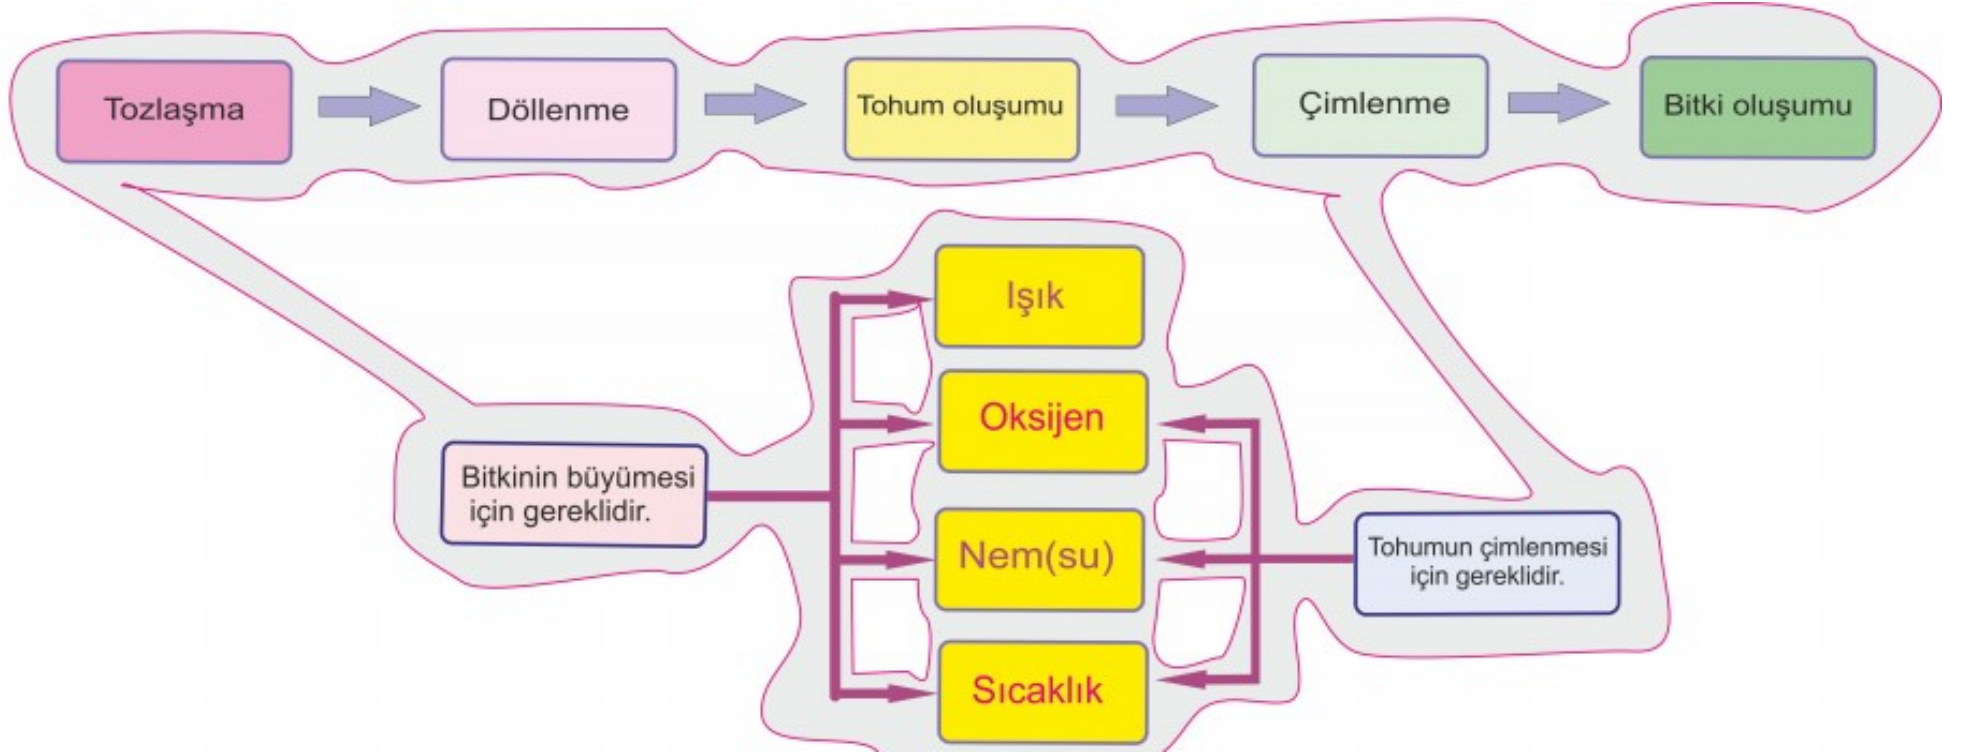 Tozlaşma
Döllenme
Tohum oluşumu
Çimlenme
Bitki oluşumu
Işık
Oksijen
Nem(su)
Sıcaklık
Bitkinin büyümesi
için gereklidir.
Tohumun çimlenmesi
için gereklidir.